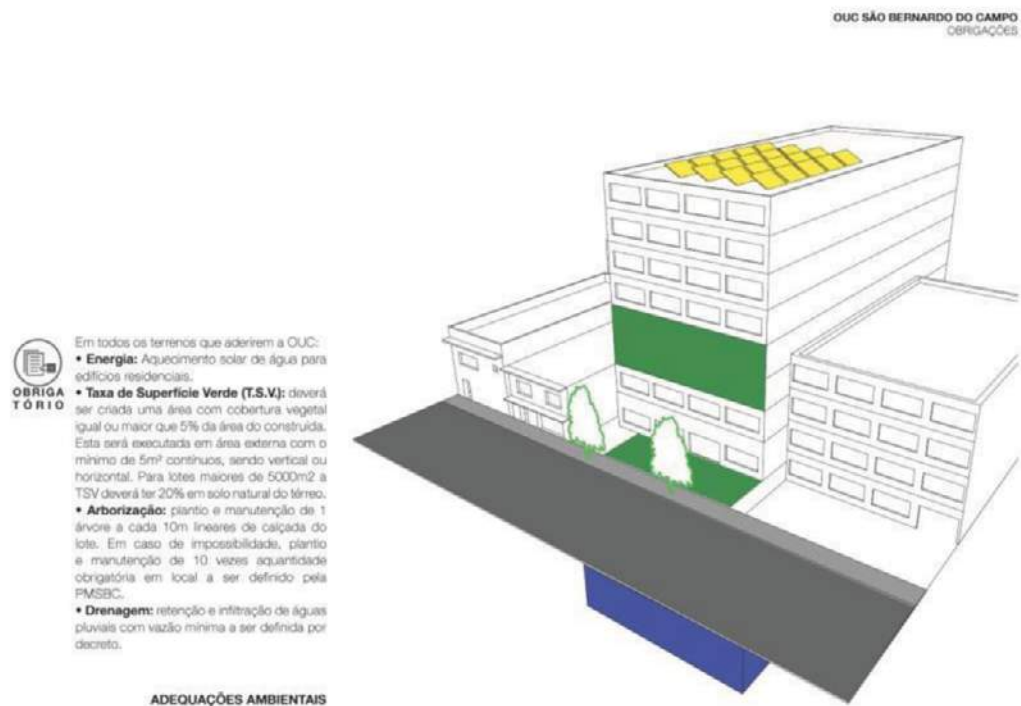 OUC SÃO BERNARDO DO CAMPO
OBRIGAÇÕES
OBRIGA
TÓRIO
Em todos os terrenos que aderirem a OUC:
• Energia: Aquecimento solar de água para
edifícios residenciais.
• Taxa de Superfície Verde (T.S.V.): deverá
ser criada uma área com cobertura vegetal
igual ou maior que 5% da área do construída.
Esta será executada em área externa com o
mínimo de 5m² contínuos, sendo vertical ou
horizontal. Para lotes maiores de 5000m2 a
TSV deverá ter 20% em solo natural do térreo.
• Arborização: plantio e manutenção de 1
árvore a cada 10m lineares de calçada do
lote. Em caso de impossibilidade, plantio
e manutenção de 10 vezes aquantidade
obrigatória em local a ser definido pela
PMSBC.
• Drenagem: retenção e infiltração de águas
pluviais com vazão mínima a ser definida por
decreto.
ADEQUAÇÕES AMBIENTAIS